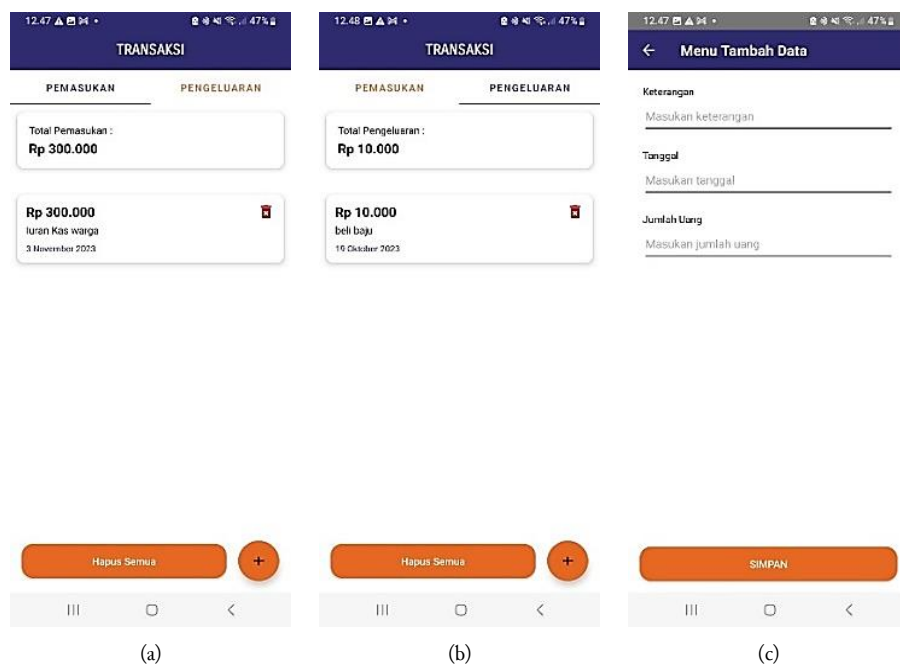 12.47
47%
TRANSAKSI
PEMASUKAN
PENGELUARAN
Total Pemasukan :
Rp 300.000
Rp 300.000
Iuran Kas warga
3 November 2023
Hapus Semua
+
(a)
12.48
47%
TRANSAKSI
PEMASUKAN
PENGELUARAN
Total Pengeluaran :
Rp 10.000
Rp 10.000
beli baju
19 Oktober 2023
Hapus Semua
+
(b)
12.47
47%
Menu Tambah Data
Keterangan
Masukan keterangan
Tanggal
Masukan tanggal
Jumlah Uang
Masukan jumlah uang
SIMPAN
(c)